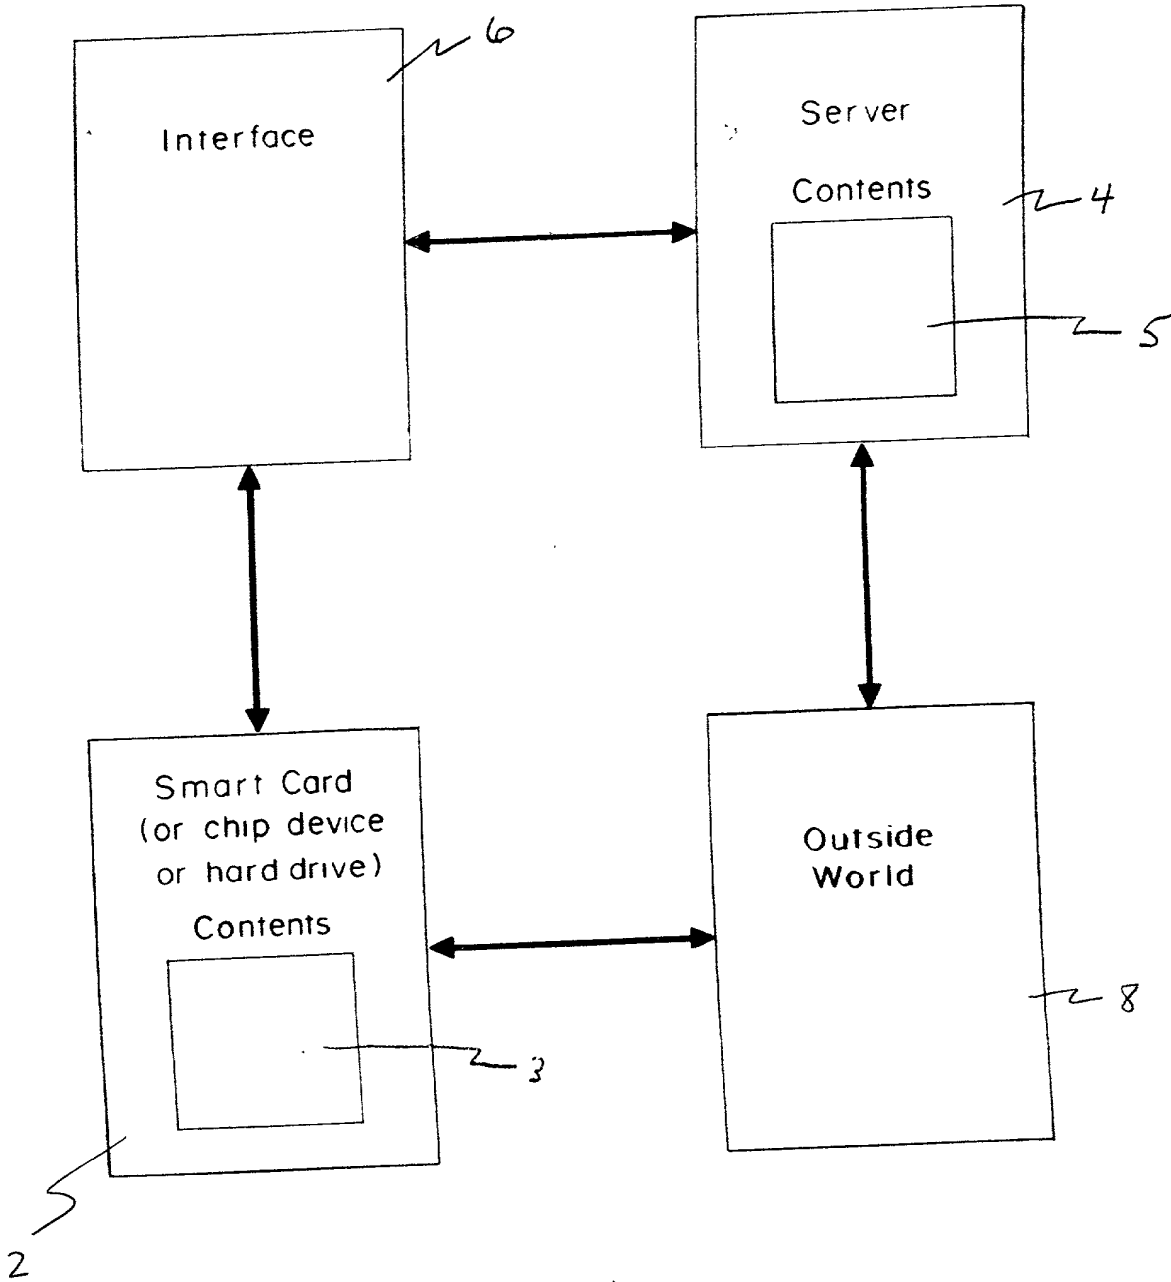 6
Interface
Server
Contents
4
5
Smart Card
(or chip device
or hard drive)
Contents
3
2
Outside
World
8